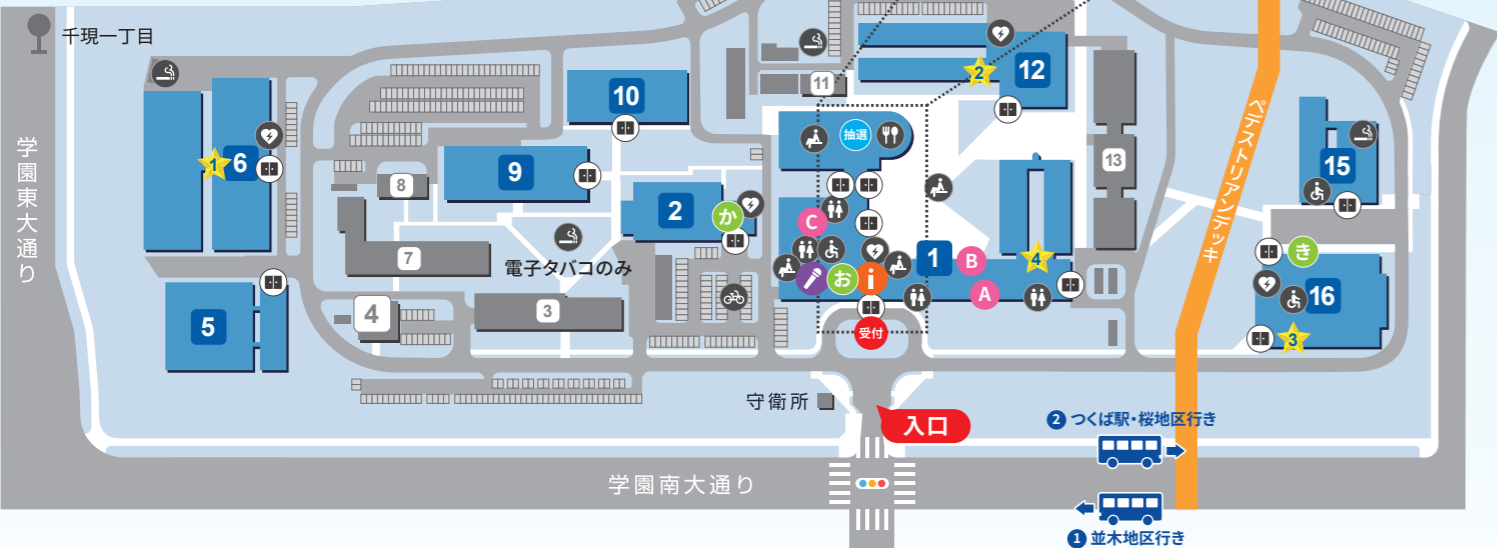 千現一丁目
学園東大通り
1
6
5
10
9
8
7
4
3
2
か
電子タバコのみ
11
2
12
13
抽選
C
お
i
1
B
A
4
受付
ペデストリアンデッキ
15
き
16
3
守衛所
入口
2 つくば駅・桜地区行き
学園南大通り
1 並木地区行き